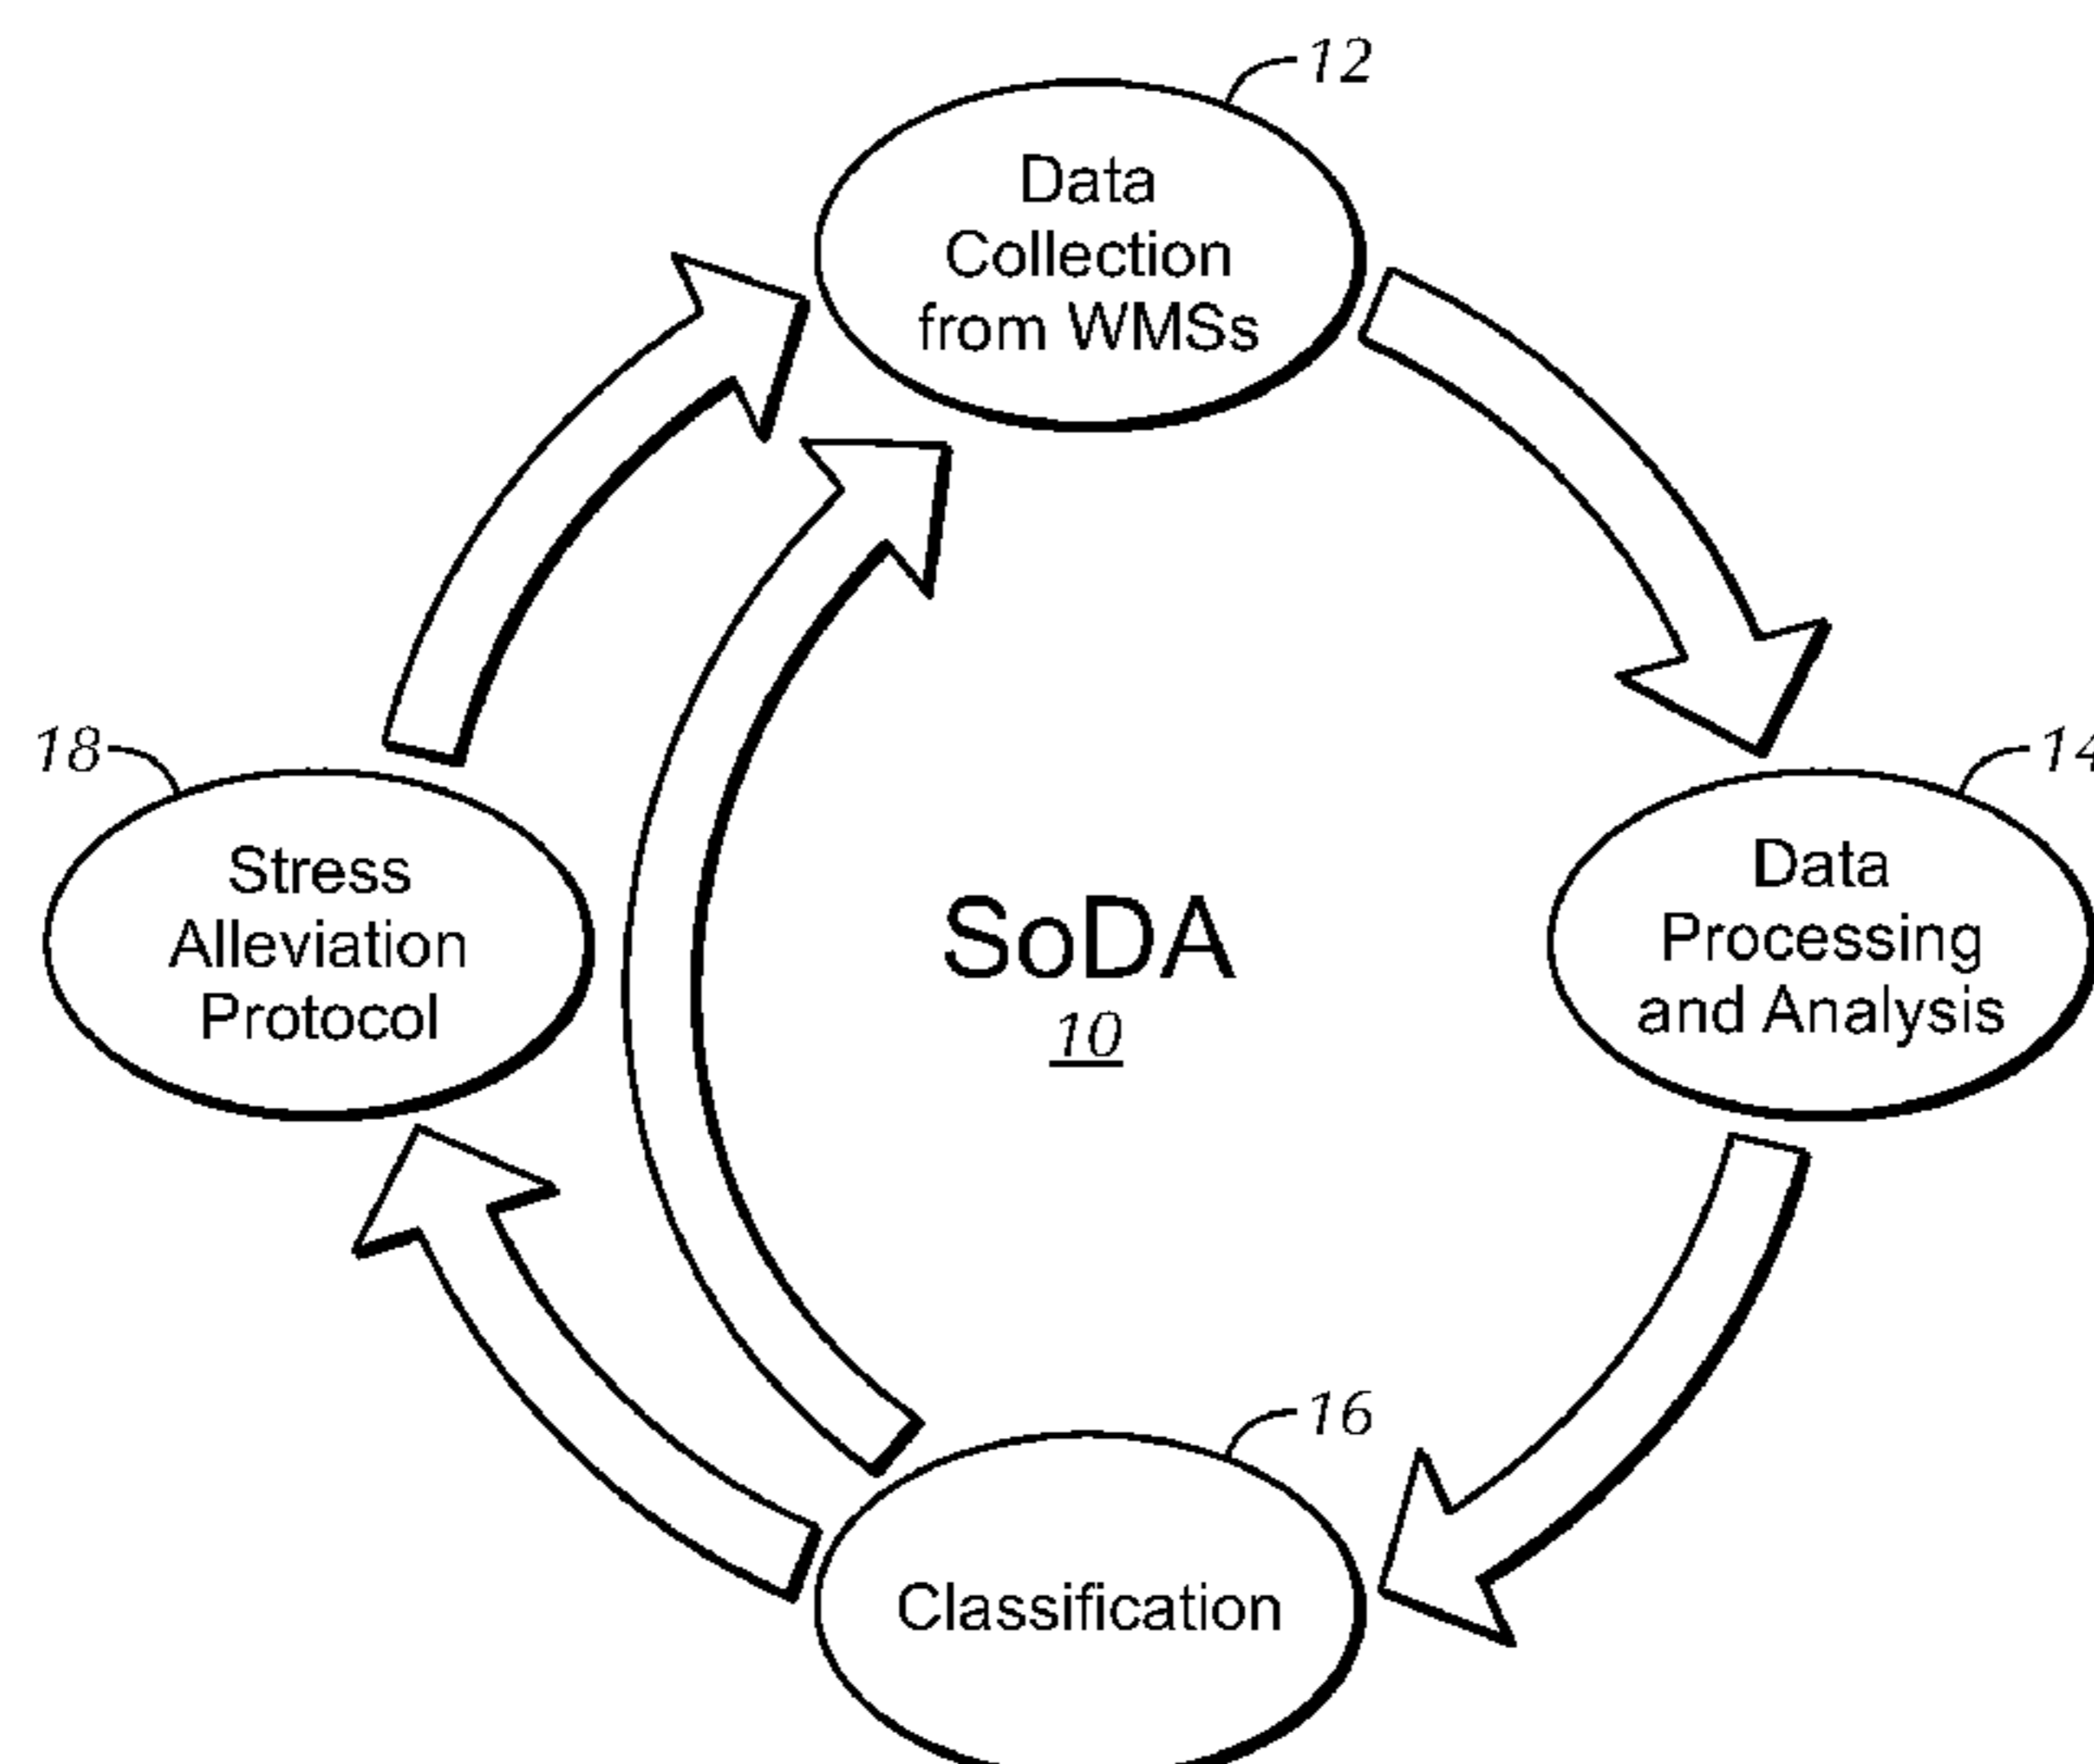 12
Data
Collection
from WMSs
18
14
Stress
Alleviation
Protocol
SoDA
10
Data
Processing
and Analysis
16
Classification